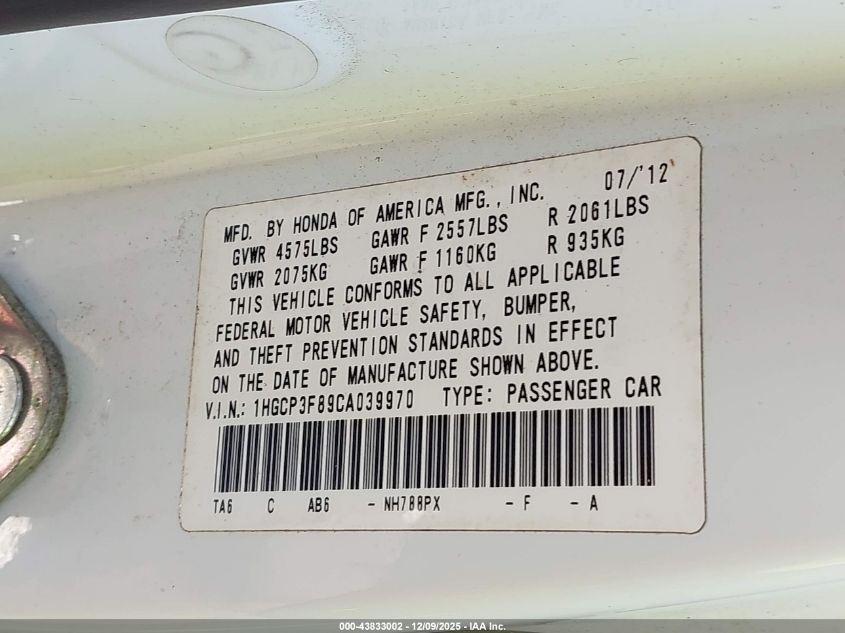 MFD. BY HONDA OF AMERICA MFG., INC. 07/'12
GVWR 4575LBS GAWR F 2557LBS R 2061LBS
GVWR 2075KG GAWR F 1160KG R 935KG
THIS VEHICLE CONFORMS TO ALL APPLICABLE
FEDERAL MOTOR VEHICLE SAFETY, BUMPER,
AND THEFT PREVENTION STANDARDS IN EFFECT
ON THE DATE OF MANUFACTURE SHOWN ABOVE.
V.I.N.: 1HGCP3F89CA039970 TYPE: PASSENGER CAR
TA6 C AB6 - NH788PX - F - A
000-43833002 - 12/09/2025 - IAA Inc.